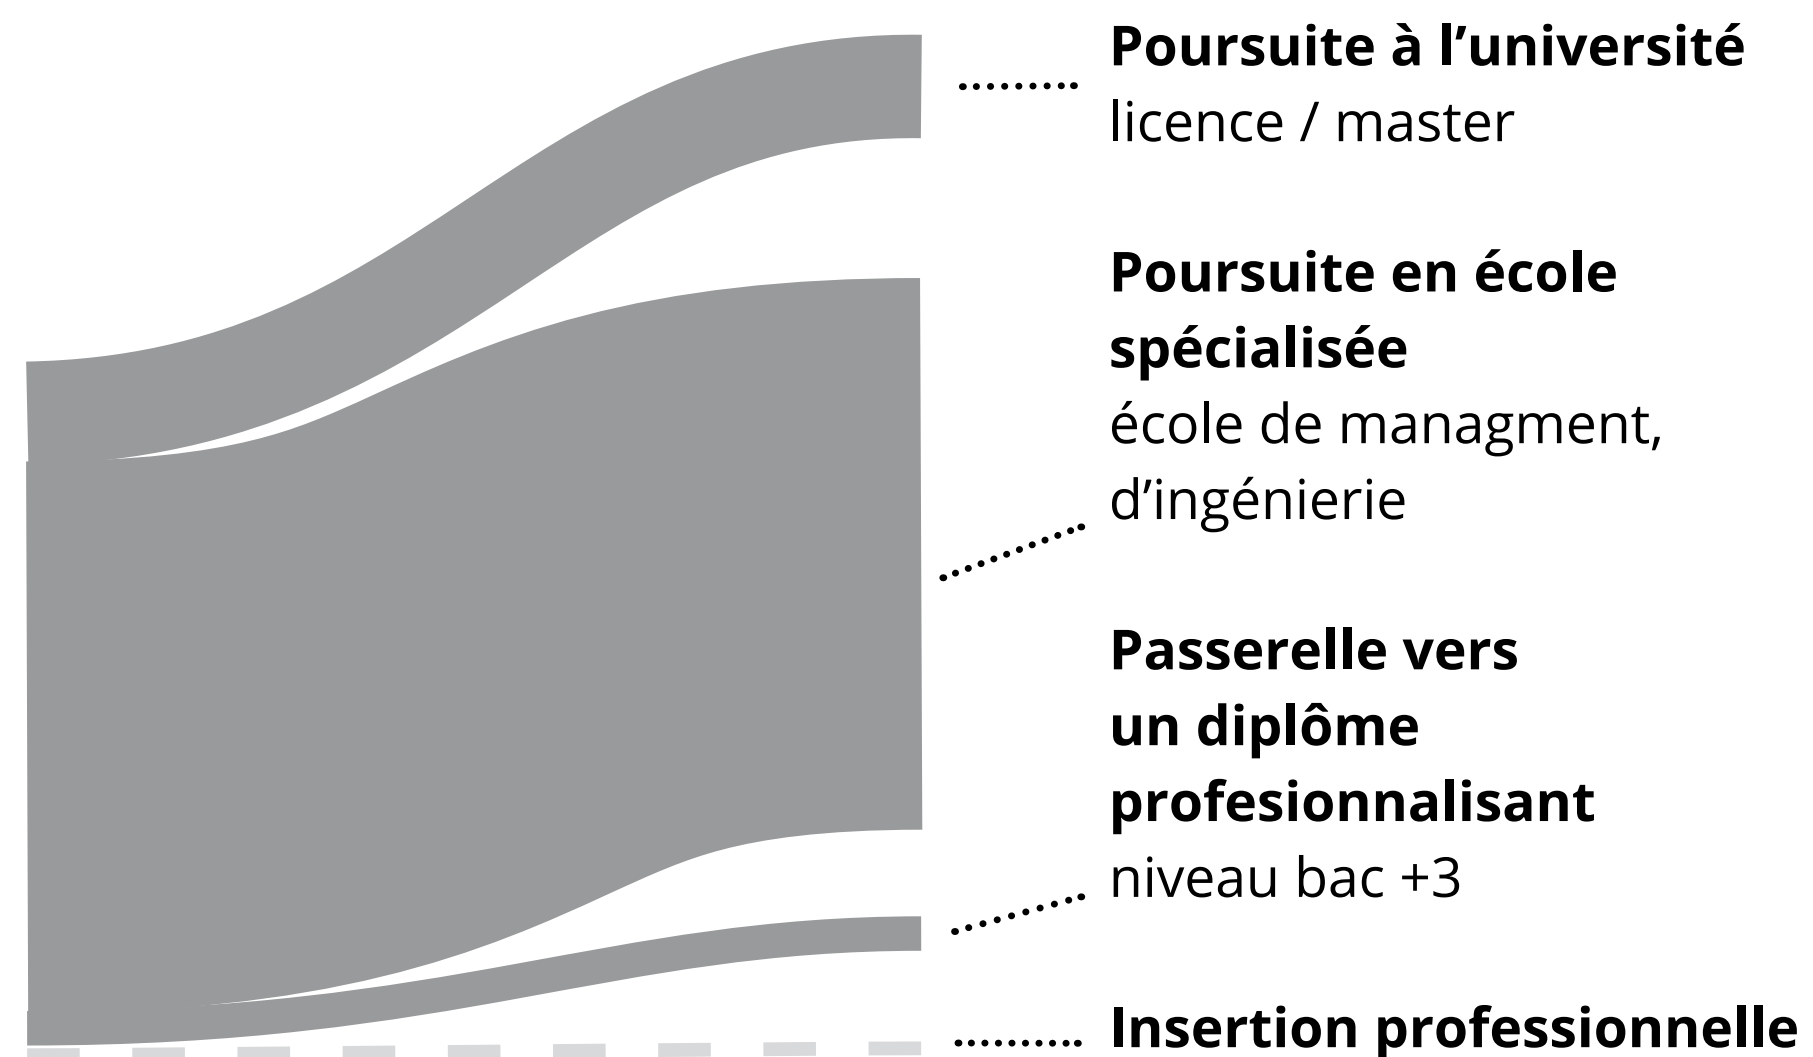 Poursuite à l’université
licence / master
Poursuite en école
spécialisée
école de managment,
d’ingénierie
Passerelle vers
un diplôme
profesionnalisant
niveau bac +3
Insertion professionnelle